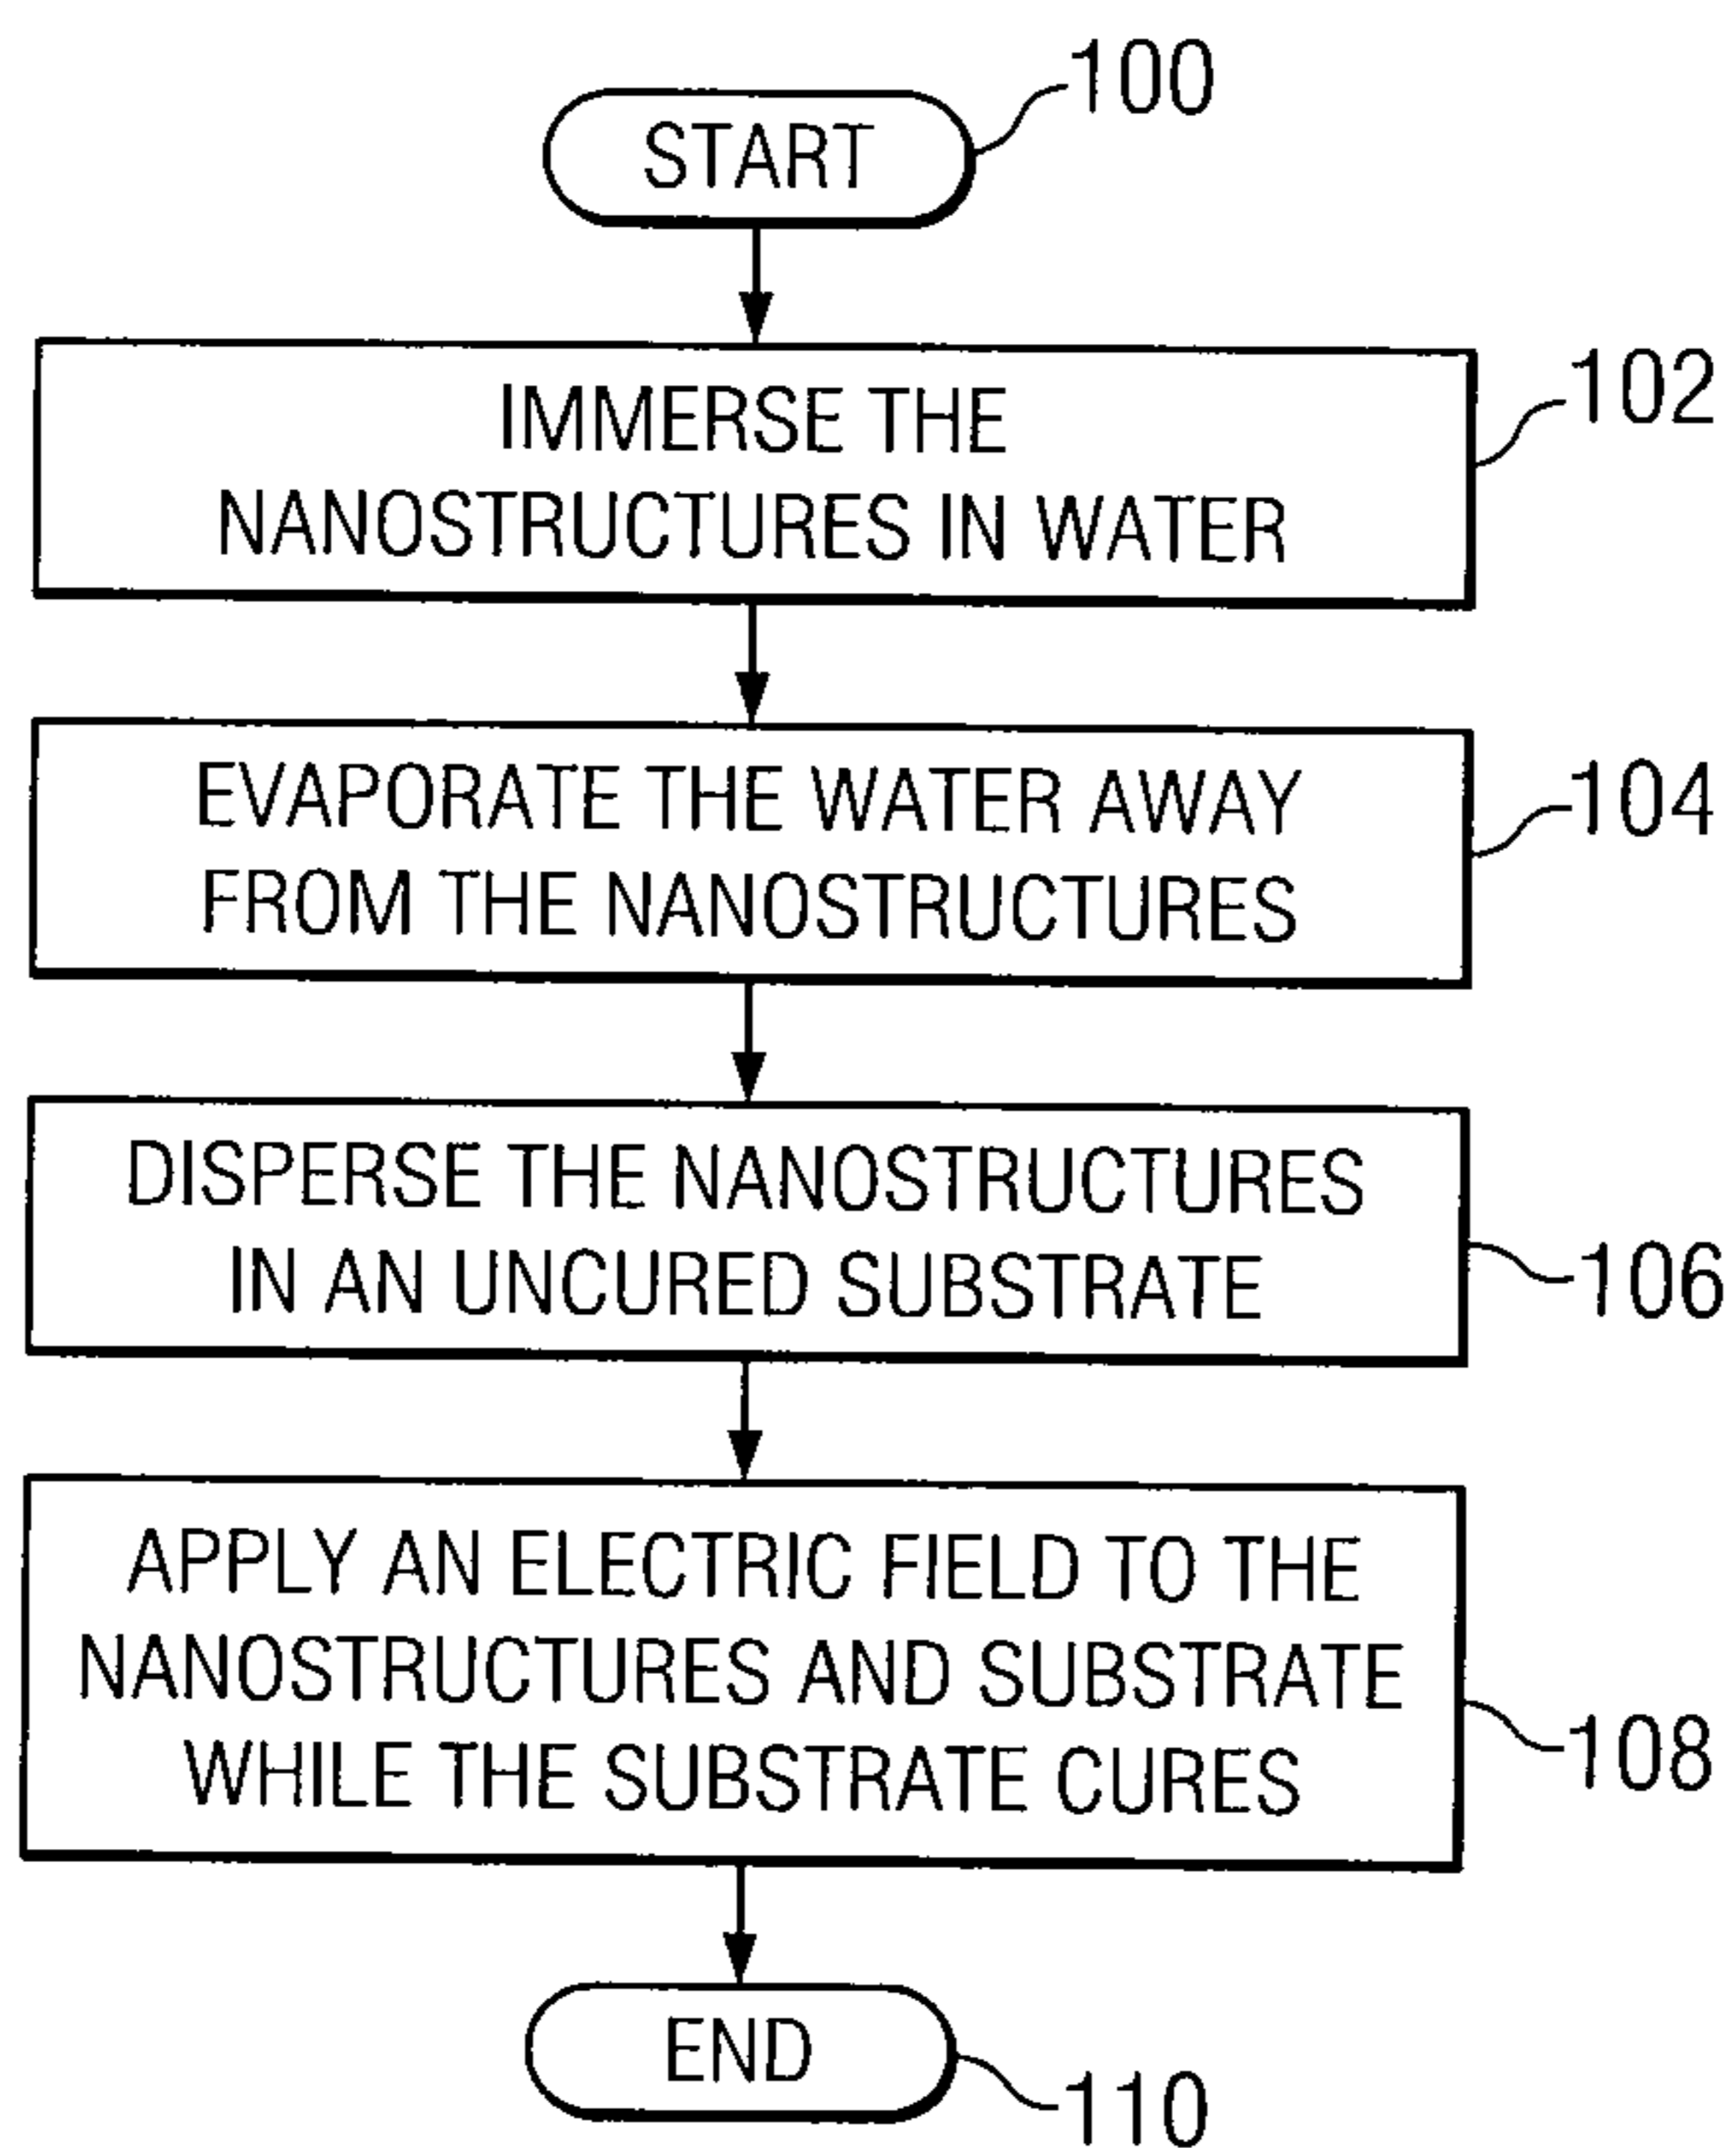 START
100
IMMERSE THE
NANOSTRUCTURES IN WATER
102
EVAPORATE THE WATER AWAY
FROM THE NANOSTRUCTURES
104
DISPERSE THE NANOSTRUCTURES
IN AN UNCURED SUBSTRATE
106
APPLY AN ELECTRIC FIELD TO THE
NANOSTRUCTURES AND SUBSTRATE
WHILE THE SUBSTRATE CURES
108
END
110